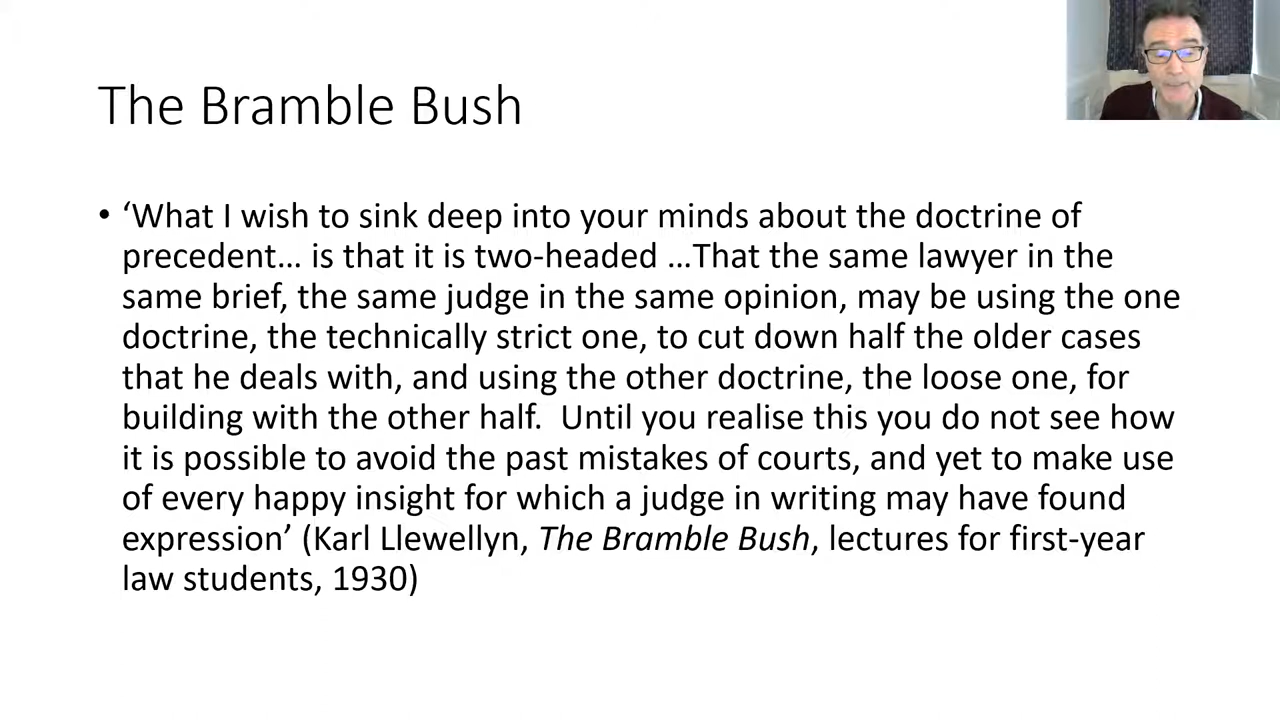 The Bramble Bush
• ‘What I wish to sink deep into your minds about the doctrine of
precedent… is that it is two-headed …That the same lawyer in the
same brief, the same judge in the same opinion, may be using the one
doctrine, the technically strict one, to cut down half the older cases
that he deals with, and using the other doctrine, the loose one, for
building with the other half.  Until you realise this you do not see how
it is possible to avoid the past mistakes of courts, and yet to make use
of every happy insight for which a judge in writing may have found
expression’ (Karl Llewellyn, The Bramble Bush, lectures for first-year
law students, 1930)